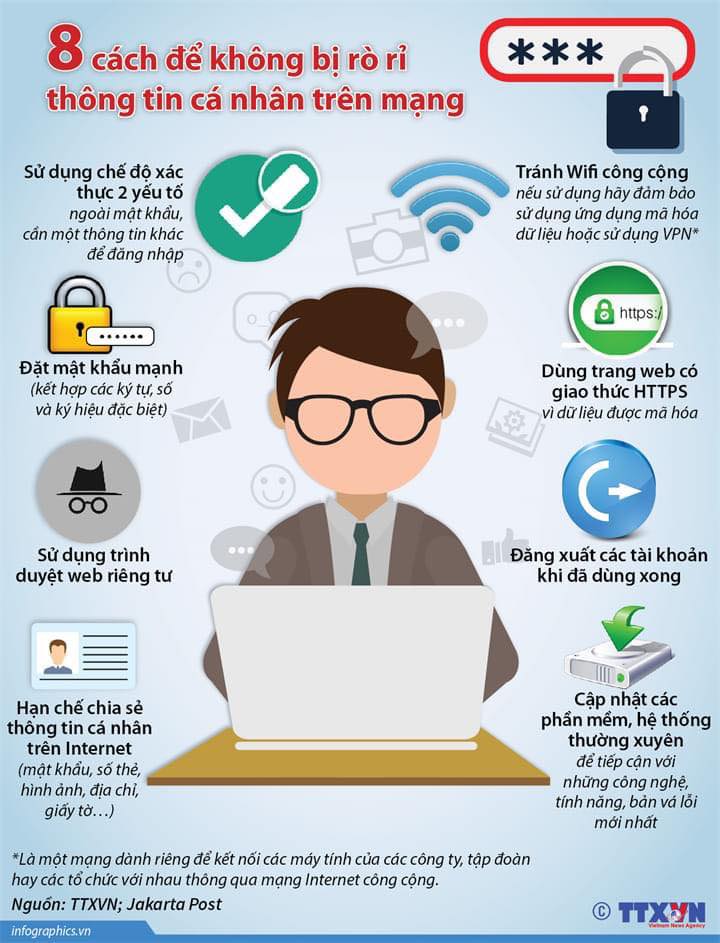 8 cách để không bị rò rỉ
thông tin cá nhân trên mạng
***
Sử dụng chế độ xác
thực 2 yếu tố
ngoài mật khẩu,
cần một thông tin khác
để đăng nhập
Tránh Wifi công cộng
nếu sử dụng hãy đảm bảo
sử dụng ứng dụng mã hóa
dữ liệu hoặc sử dụng VPN*
Đặt mật khẩu mạnh
(kết hợp các ký tự, số
và ký hiệu đặc biệt)
https:/
Dùng trang web có
giao thức HTTPS
vì dữ liệu được mã hóa
Sử dụng trình
duyệt web riêng tư
Đăng xuất các tài khoản
khi đã dùng xong
Hạn chế chia sẻ
thông tin cá nhân
trên Internet
(mật khẩu, số thẻ,
hình ảnh, địa chỉ,
giấy tờ...)
Cập nhật các
phần mềm, hệ thống
thường xuyên
để tiếp cận với
những công nghệ,
tính năng, bản vá lỗi
mới nhất
*Là một mạng dành riêng để kết nối các máy tính của các công ty, tập đoàn
hay các tổ chức với nhau thông qua mạng Internet công cộng.
Nguồn: TTXVN; Jakarta Post
© TTXVN
Vietnam News Agency
infographics.vn